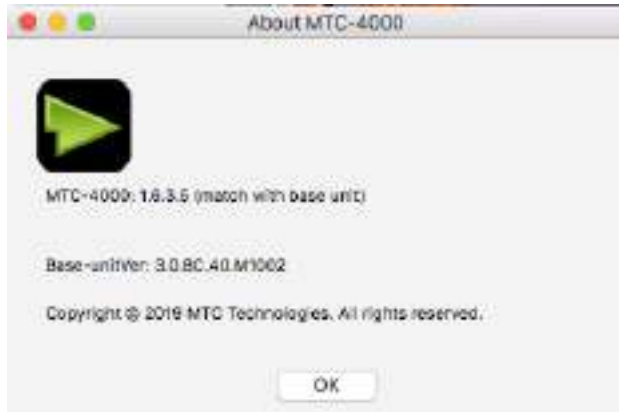 About MTC-4000
MTC-4000: 1.6.3.5 (match with base unit)
Base-unitVer: 3.0.8C.40.M1002
Copyright © 2019 MTC Technologies. All rights reserved.
OK